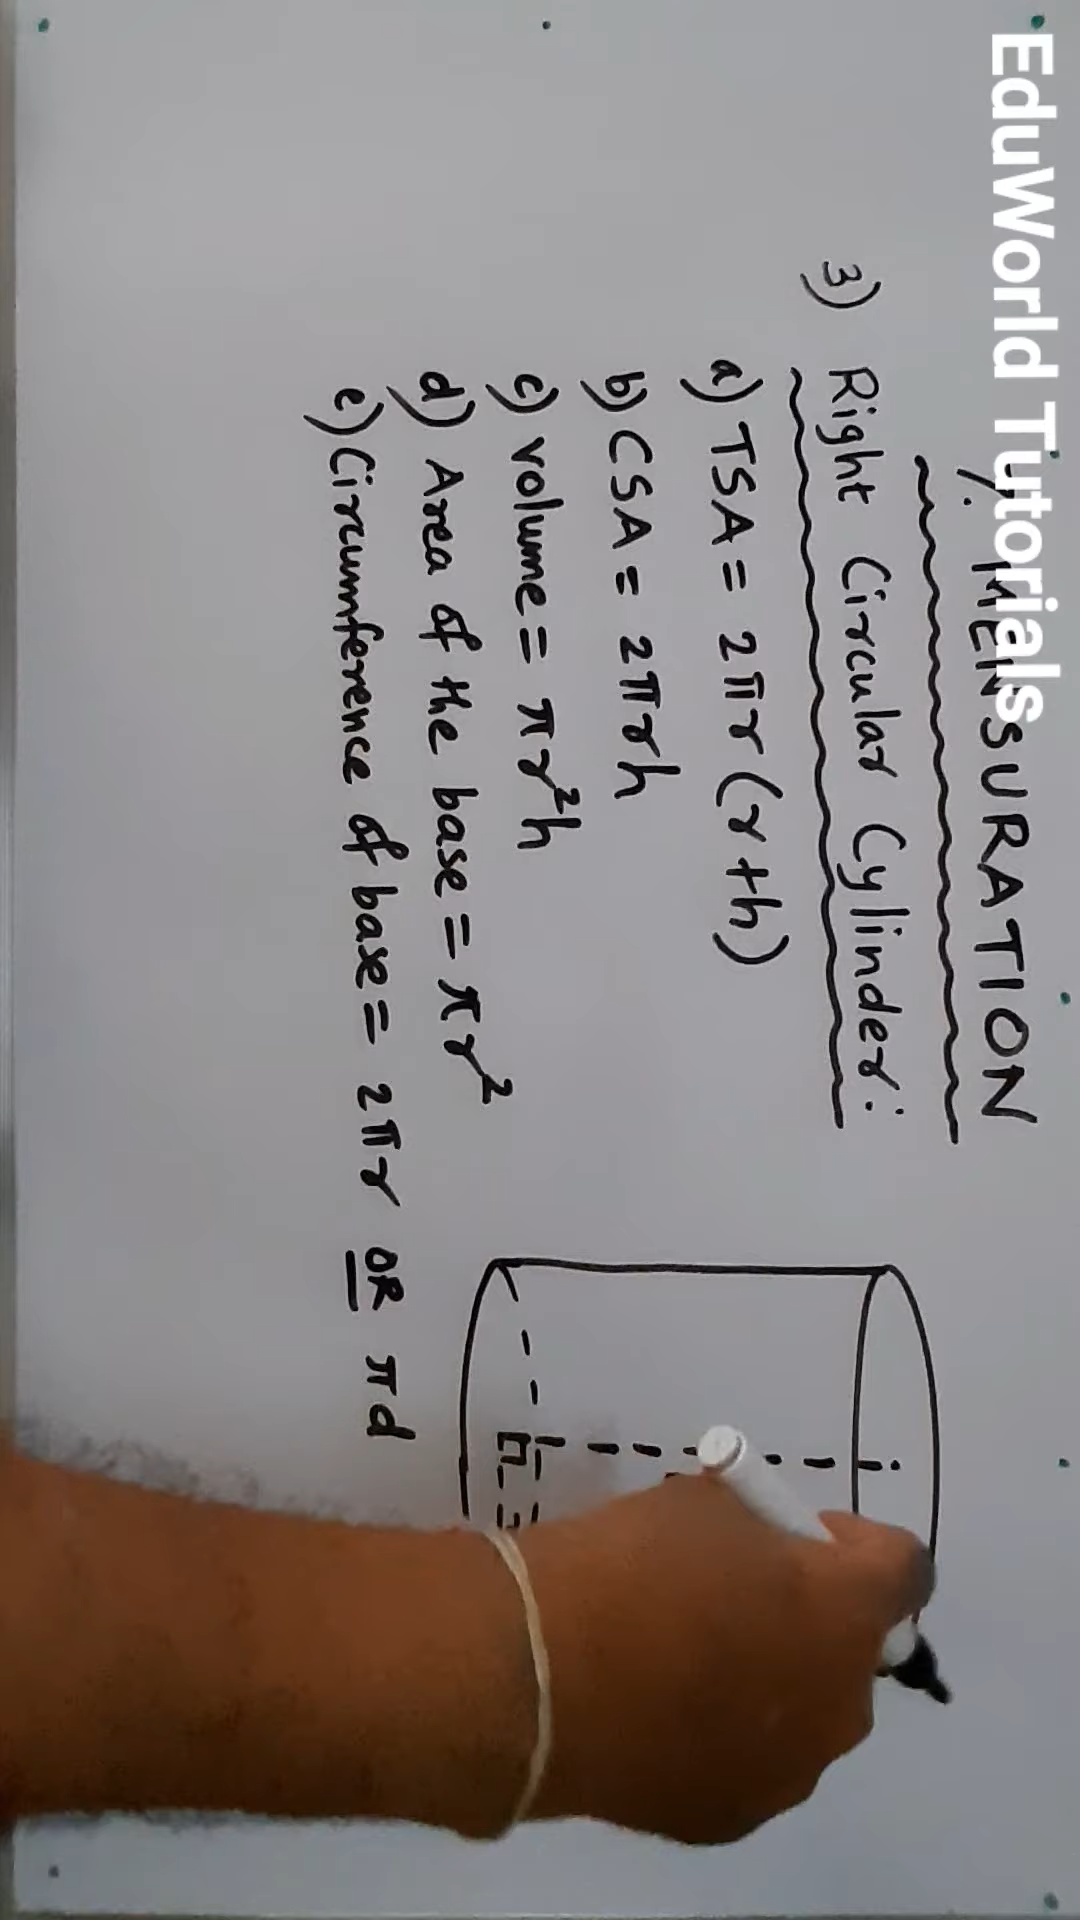 EduWorld Tutorials
MENSURATION
3) Right Circular Cylinder:
a) TSA = 2πr(r+h)
b) CSA = 2πrh
c) volume = πr²h
d) Area of the base = πr²
e) Circumference of base = 2πr OR πd